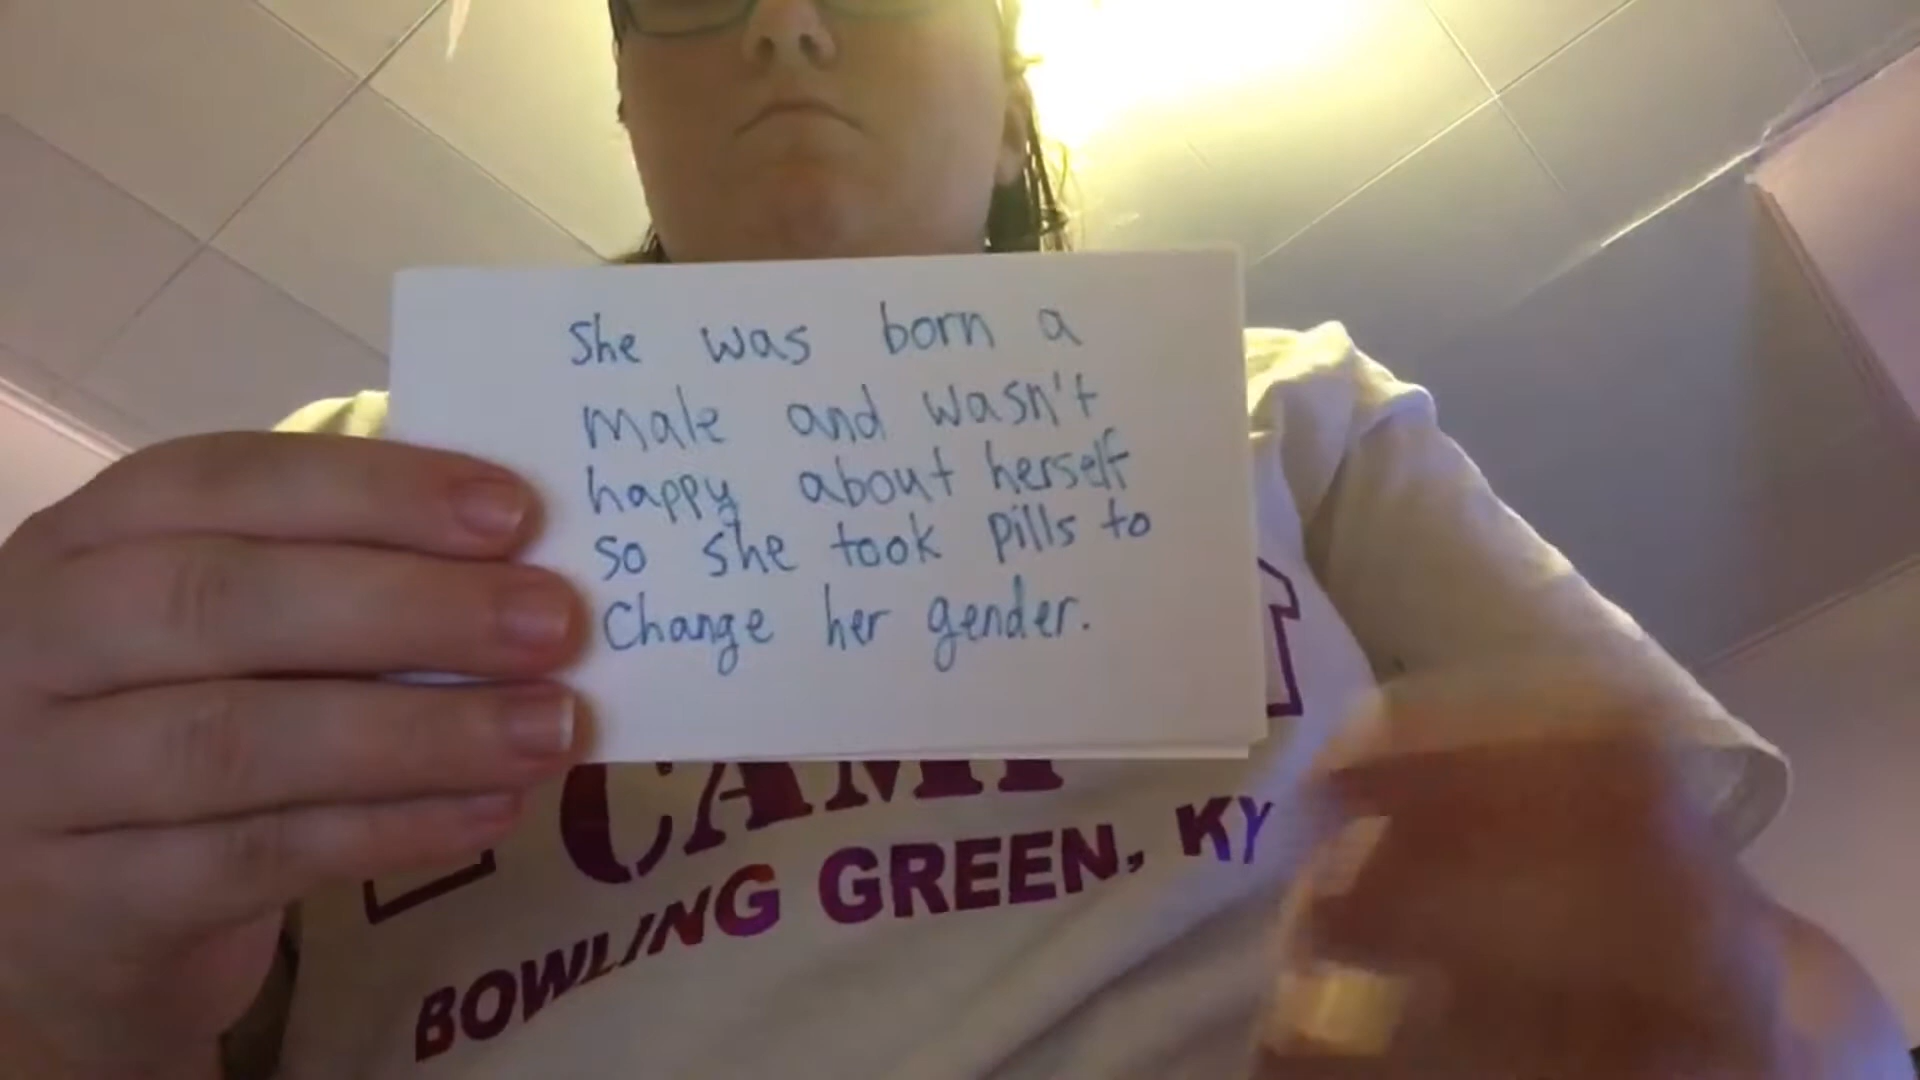 She was born a
male and wasn't
happy about herself
so she took pills to
Change her gender.
CAMP
BOWLING GREEN, KY